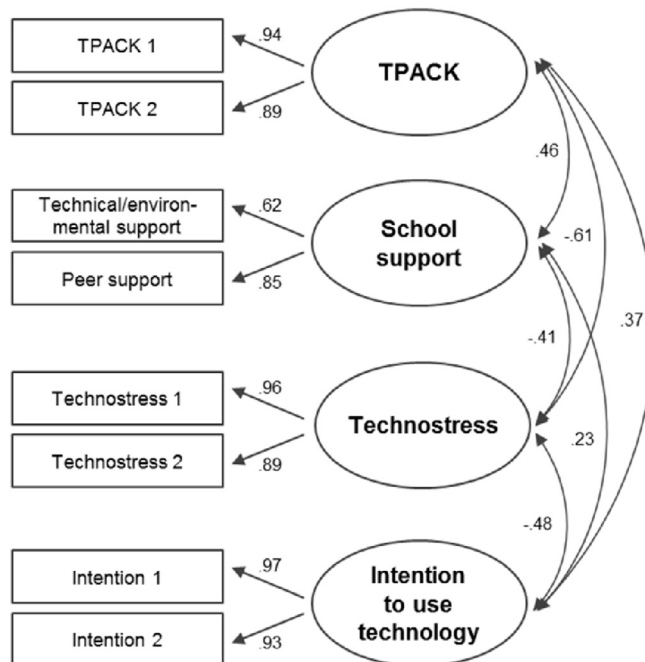 TPACK 1
.94
TPACK
TPACK 2
.89
.46
Technical/environ-
mental support
.62
School
support
Peer support
.85
-.61
.37
-.41
Technostress 1
.96
Technostress
Technostress 2
.89
.23
-.48
Intention 1
.97
Intention
to use
technology
Intention 2
.93